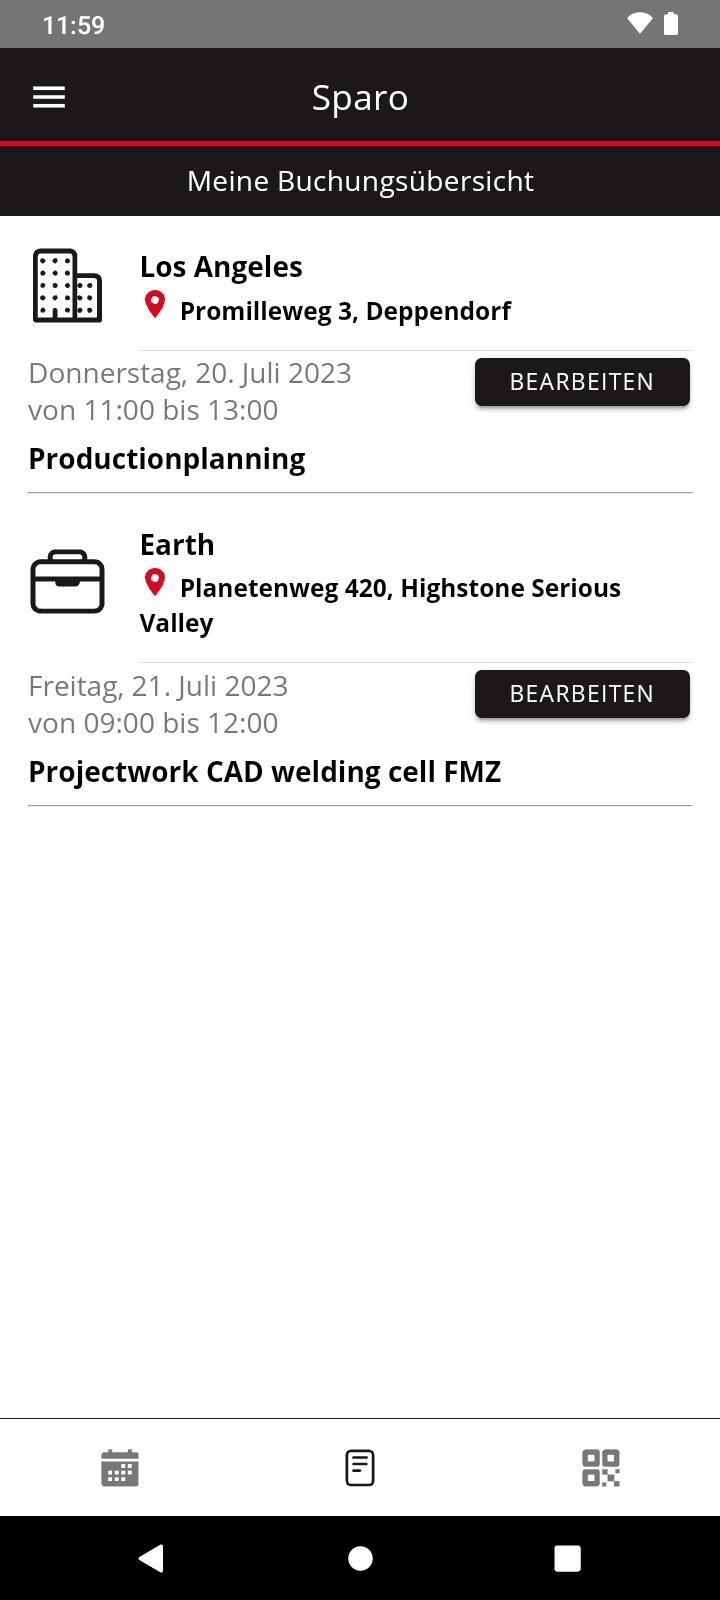 11:59
Sparo
Meine Buchungsübersicht
Los Angeles
Promilleweg 3, Deppendorf
Donnerstag, 20. Juli 2023
von 11:00 bis 13:00
BEARBEITEN
Productionplanning
Earth
Planetenweg 420, Highstone Serious
Valley
Freitag, 21. Juli 2023
von 09:00 bis 12:00
BEARBEITEN
Projectwork CAD welding cell FMZ